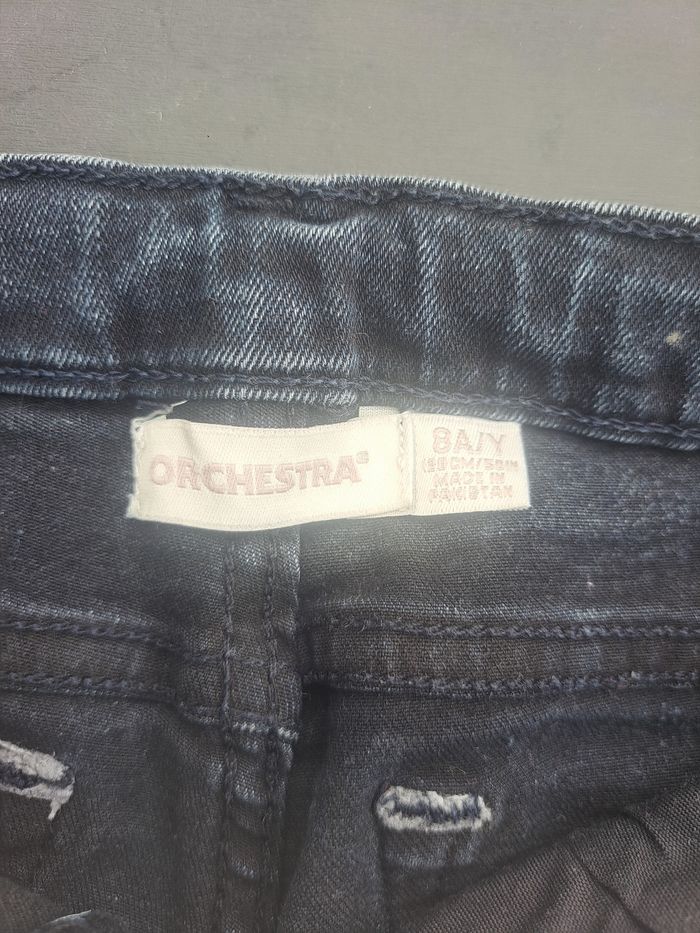 ORCHESTRA®
8A/Y
MADE IN
PAKISTAN